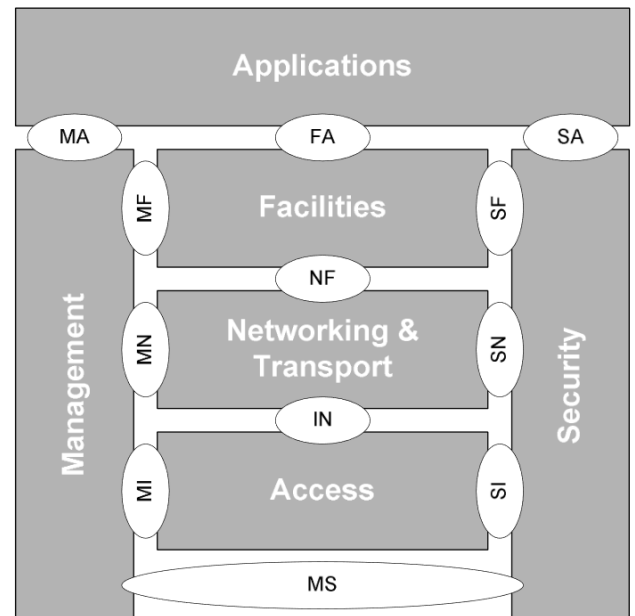 Applications
MA
FA
SA
MF
Facilities
SF
NF
Management
MN
Networking &
Transport
SN
Security
IN
MI
Access
SI
MS